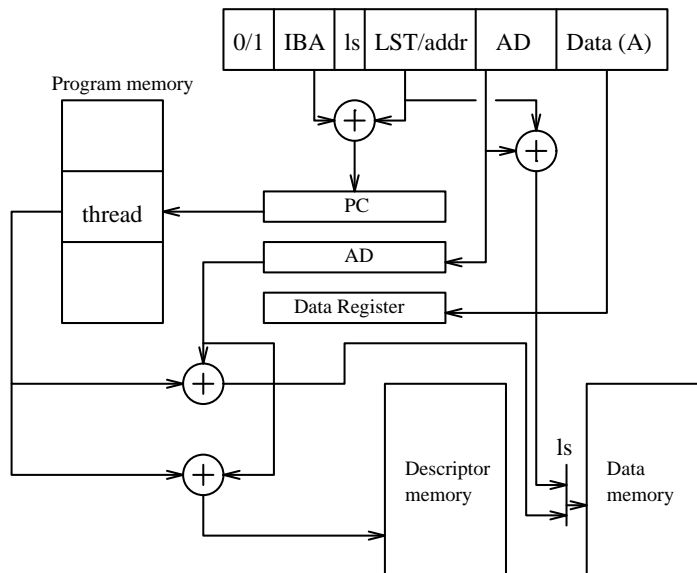 0/1 IBA ls LST/addr AD Data (A)
Program memory
+
+
thread
PC
AD
Data Register
+
+
ls
Descriptor
memory
Data
memory